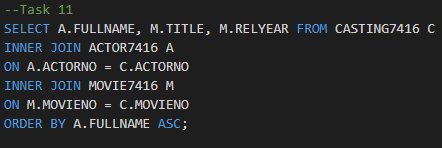 --Task 11
SELECT A.FULLNAME, M.TITLE, M.RELYEAR FROM CASTING7416 C
INNER JOIN ACTOR7416 A
ON A.ACTORNO = C.ACTORNO
INNER JOIN MOVIE7416 M
ON M.MOVIENO = C.MOVIENO
ORDER BY A.FULLNAME ASC;